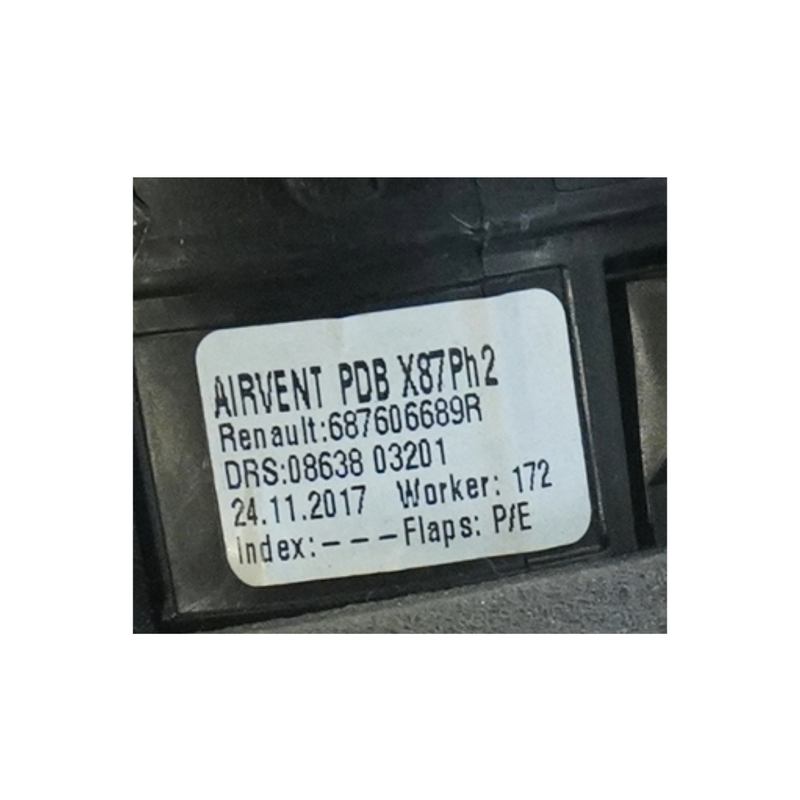 AIRVENT PDB X87Ph2
Renault:687606689R
DRS:08638 03201
24.11.2017 Worker: 172
Index:---Flaps: P/E